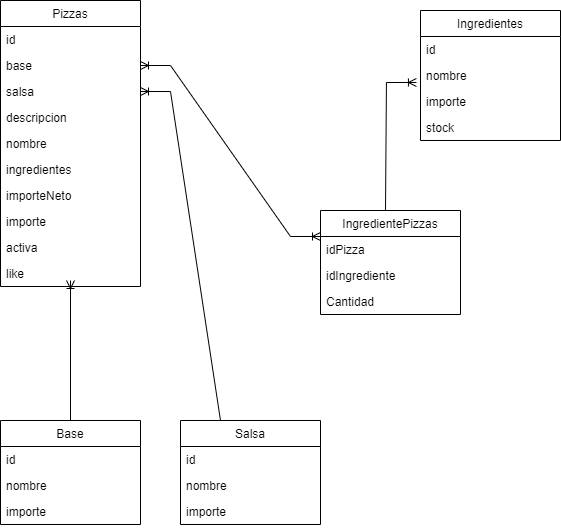 Pizzas
id
base
salsa
descripcion
nombre
ingredientes
importeNeto
importe
activa
like
Ingredientes
id
nombre
importe
stock
IngredientePizzas
idPizza
idIngrediente
Cantidad
Base
id
nombre
importe
Salsa
id
nombre
importe